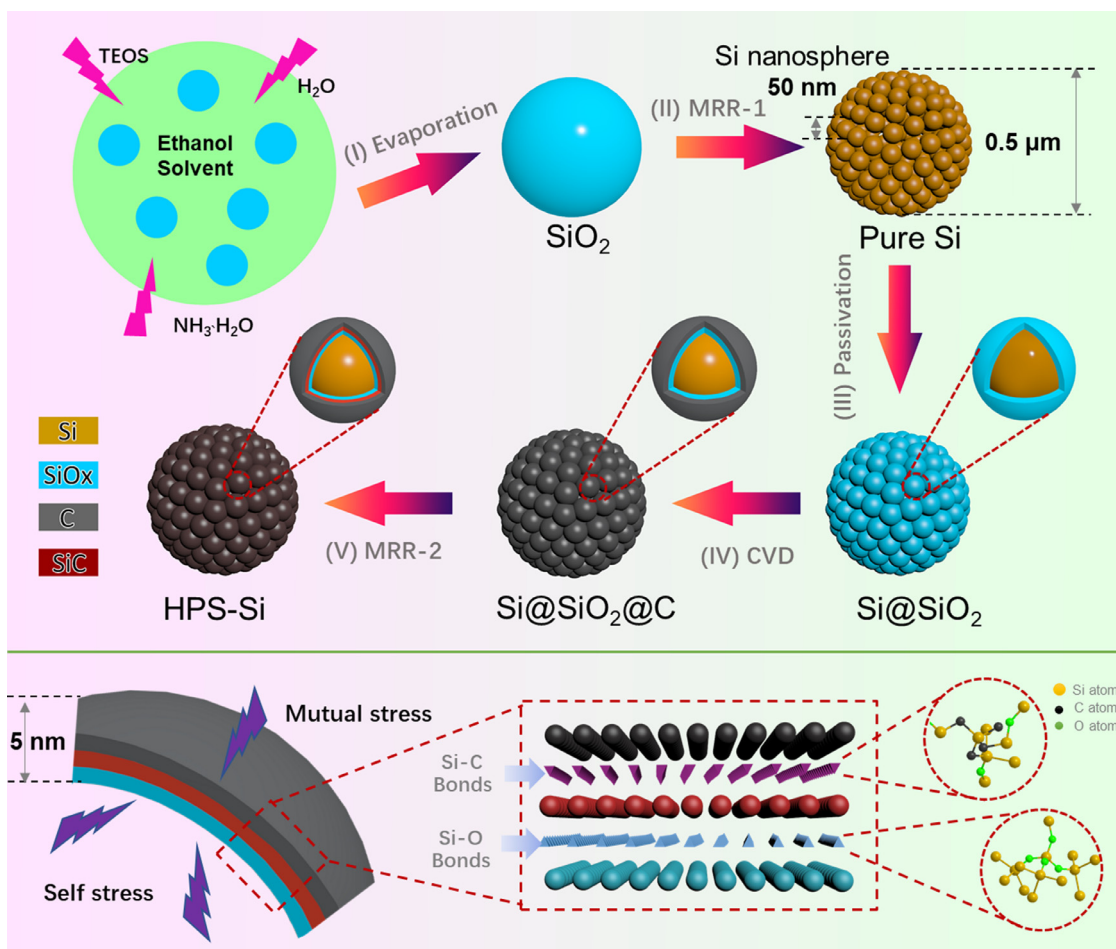 TEOS
H₂O
Ethanol
Solvent
NH₃·H₂O
(I) Evaporation
SiO₂
(II) MRR-1
Si nanosphere
50 nm
0.5 μm
Pure Si
(III) Passivation
Si@SiO₂
(IV) CVD
Si@SiO₂@C
(V) MRR-2
HPS-Si
Si
SiOx
C
SiC
5 nm
Mutual stress
Self stress
Si-C
Bonds
Si-O
Bonds
Si atom
C atom
O atom